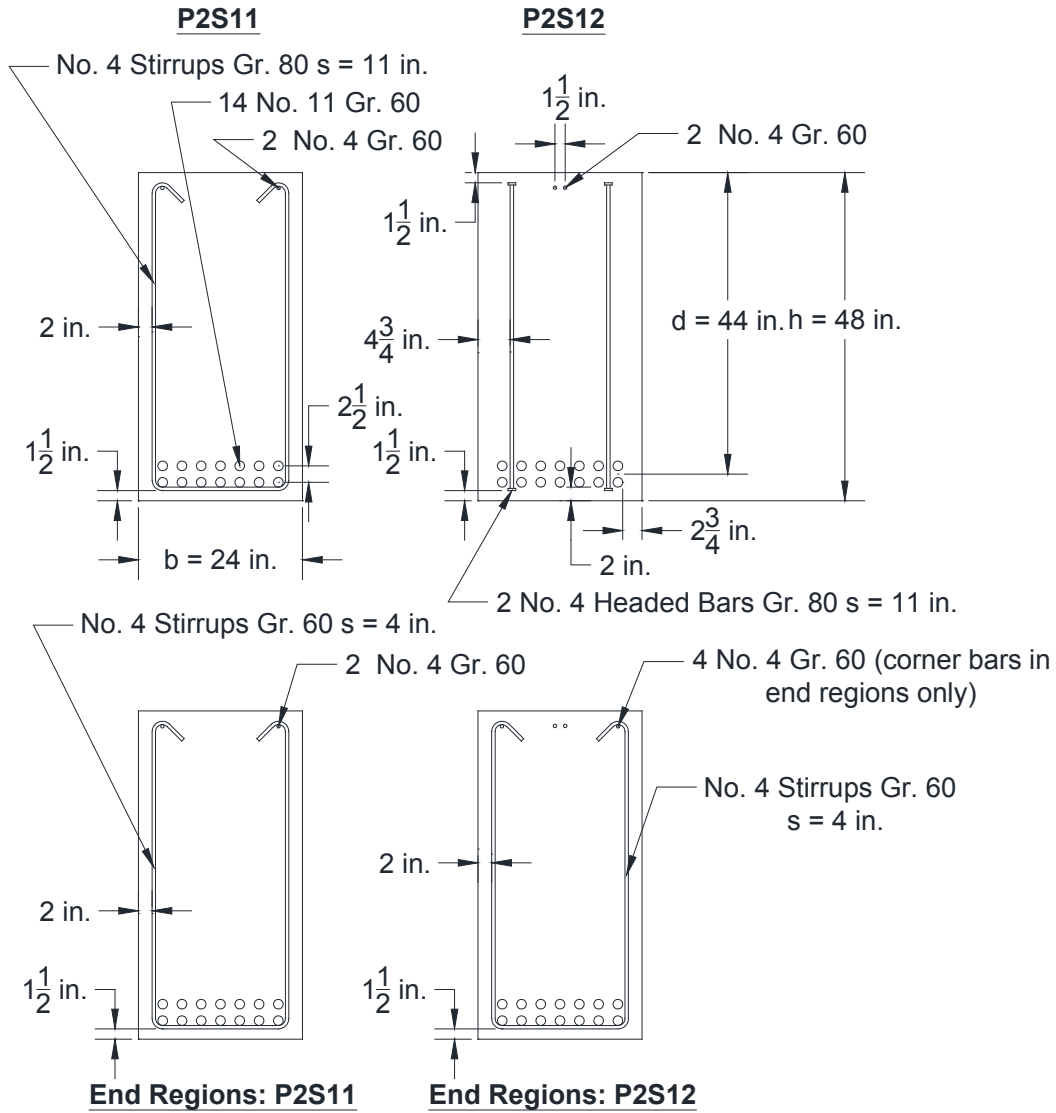 P2S11
P2S12
No. 4 Stirrups Gr. 80 s = 11 in.
14 No. 11 Gr. 60
2 No. 4 Gr. 60
1 1/2 in.
2 No. 4 Gr. 60
1 1/2 in.
2 in.
4 3/4 in.
d = 44 in.
h = 48 in.
2 1/2 in.
1 1/2 in.
1 1/2 in.
b = 24 in.
2 3/4 in.
2 in.
2 No. 4 Headed Bars Gr. 80 s = 11 in.
No. 4 Stirrups Gr. 60 s = 4 in.
2 No. 4 Gr. 60
4 No. 4 Gr. 60 (corner bars in
end regions only)
No. 4 Stirrups Gr. 60
s = 4 in.
2 in.
2 in.
1 1/2 in.
1 1/2 in.
End Regions: P2S11
End Regions: P2S12